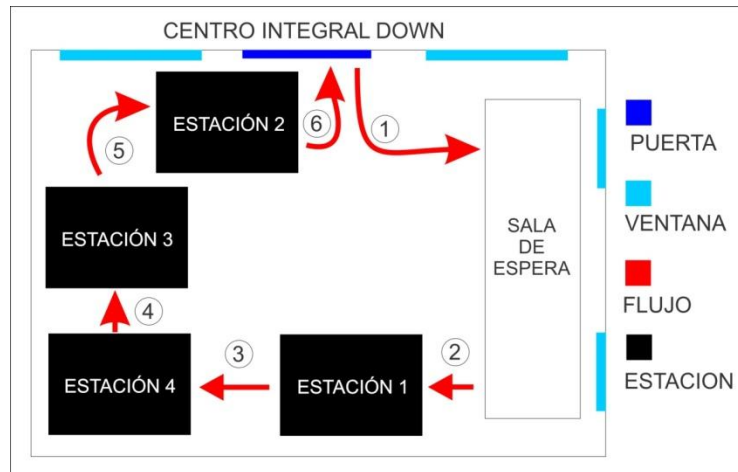 CENTRO INTEGRAL DOWN
ESTACIÓN 2
6
1
5
PUERTA
ESTACIÓN 3
SALA
DE
ESPERA
VENTANA
4
FLUJO
3
2
ESTACIÓN 4
ESTACIÓN 1
ESTACION